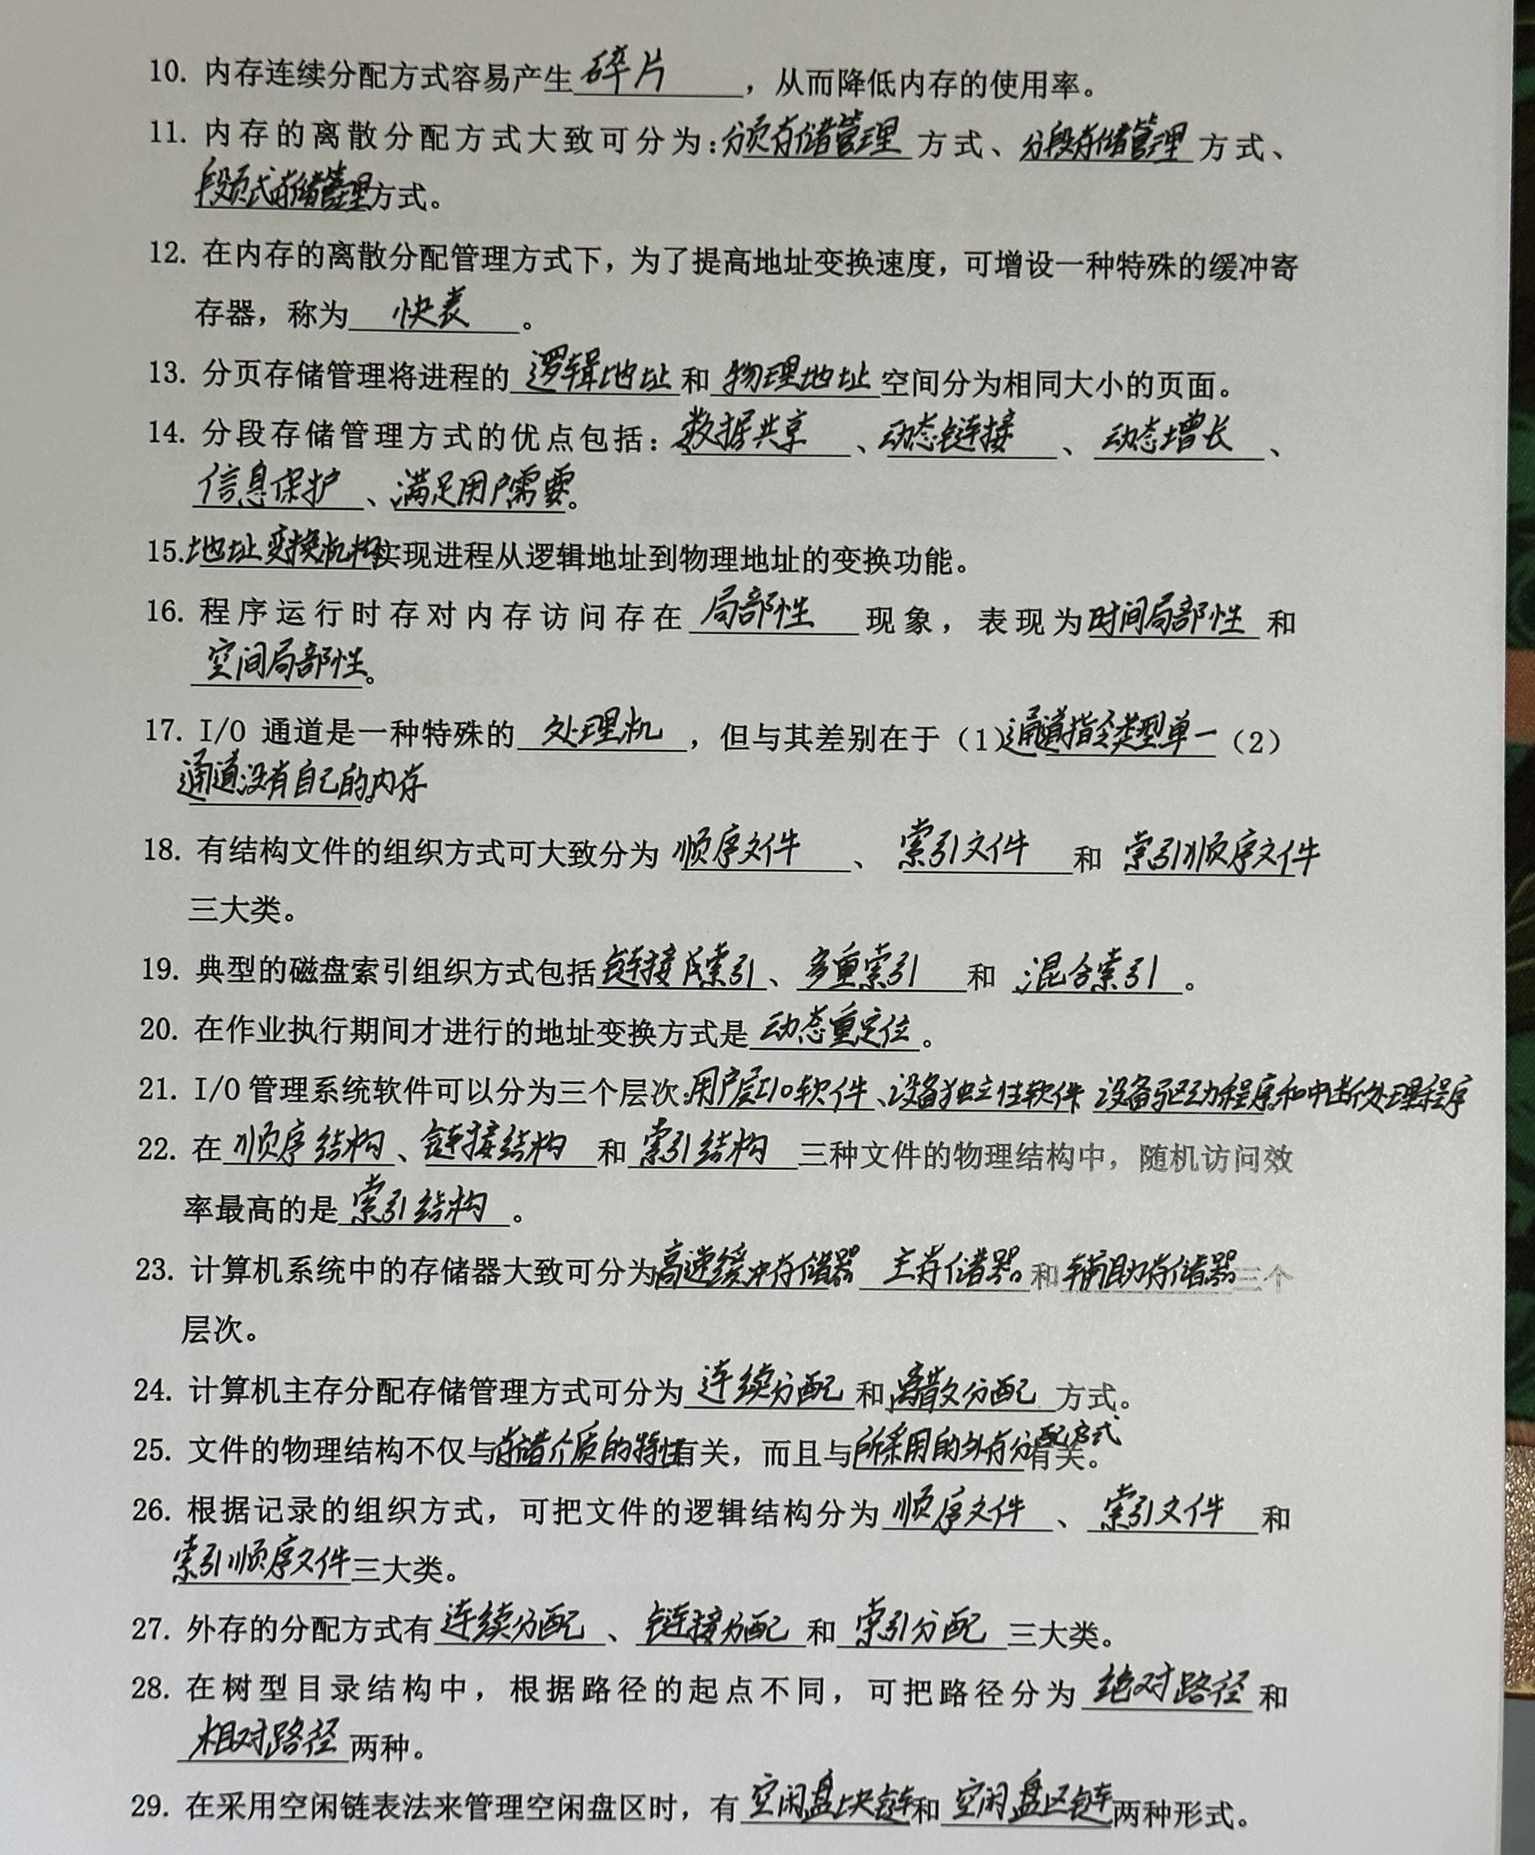 10. 内存连续分配方式容易产生碎片，从而降低内存的使用率。
11. 内存的离散分配方式大致可分为:分页存储管理方式、分段存储管理方式、
段页式存储管理方式。
12. 在内存的离散分配管理方式下，为了提高地址变换速度，可增设一种特殊的缓冲寄
存器，称为快表。
13. 分页存储管理将进程的逻辑地址和物理地址空间分为相同大小的页面。
14. 分段存储管理方式的优点包括：数据共享、动态链接、动态增长、
信息保护、满足用户需要。
15.地址变换机构实现进程从逻辑地址到物理地址的变换功能。
16. 程序运行时存对内存访问存在局部性现象，表现为时间局部性和
空间局部性。
17. I/O 通道是一种特殊的处理机，但与其差别在于（1）通道指令类型单一（2）
通道没有自己的内存。
18. 有结构文件的组织方式可大致分为顺序文件、索引文件和索引顺序文件
三大类。
19. 典型的磁盘索引组织方式包括链接式索引、多重索引和混合索引。
20. 在作业执行期间才进行的地址变换方式是动态重定位。
21. I/O 管理系统软件可以分为三个层次:用户层I/O软件、设备独立性软件 设备驱动程序和中断处理程序
22. 在顺序结构、链接结构和索引结构三种文件的物理结构中，随机访问效
率最高的是索引结构。
23. 计算机系统中的存储器大致可分为高速缓冲存储器 主存储器和辅助存储器三个
层次。
24. 计算机主存分配存储管理方式可分为连续分配和离散分配方式。
25. 文件的物理结构不仅与存储介质的特性有关，而且与所采用的外存分配方式有关。
26. 根据记录的组织方式，可把文件的逻辑结构分为顺序文件、索引文件和
索引顺序文件三大类。
27. 外存的分配方式有连续分配、链接分配和索引分配三大类。
28. 在树型目录结构中，根据路径的起点不同，可把路径分为绝对路径和
相对路径两种。
29. 在采用空闲链表法来管理空闲盘区时，有空闲盘块链和空闲盘区链两种形式。